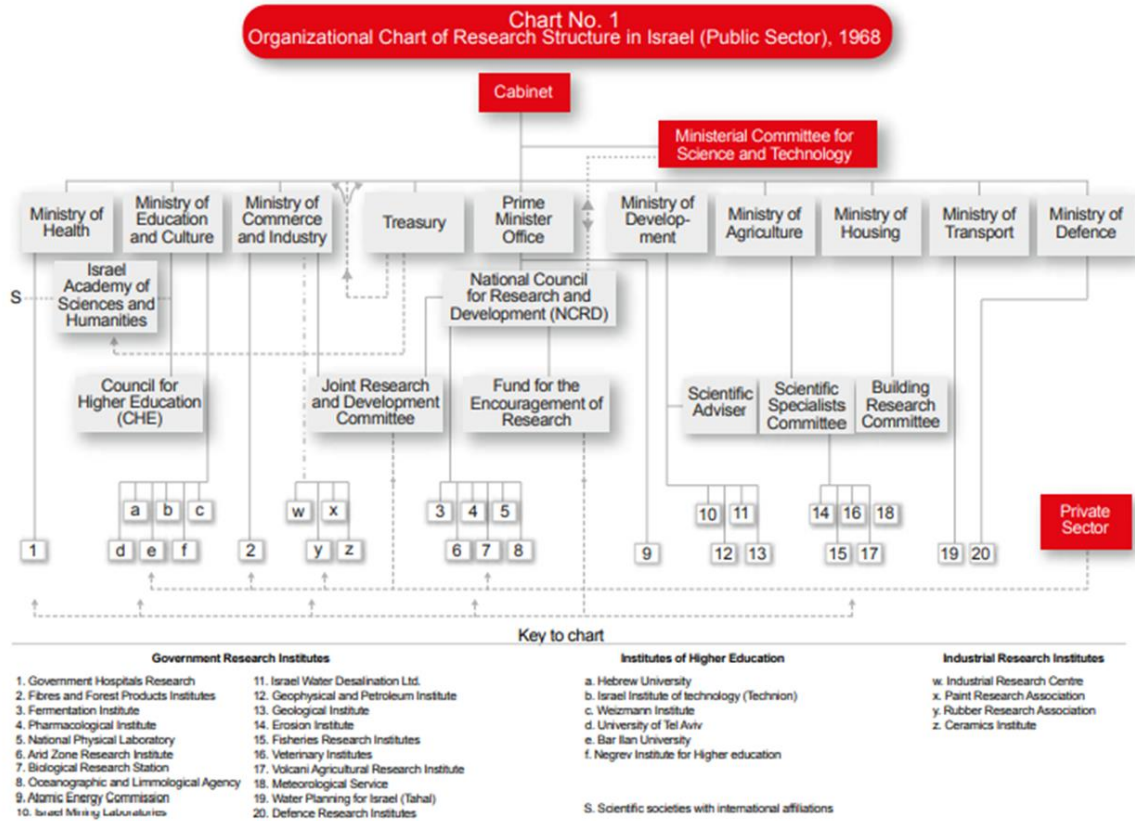 Chart No. 1
Organizational Chart of Research Structure in Israel (Public Sector), 1968
Cabinet
Ministerial Committee for
Science and Technology
Ministry of
Health
Ministry of
Education
and Culture
Ministry of
Commerce
and Industry
Treasury
Prime
Minister
Office
Ministry of
Develop-
ment
Ministry of
Agriculture
Ministry of
Housing
Ministry of
Transport
Ministry of
Defence
S
Israel
Academy of
Sciences and
Humanities
National Council
for Research and
Development (NCRD)
Council for
Higher Education
(CHE)
Joint Research
and Development
Committee
Fund for the
Encouragement of
Research
Scientific
Adviser
Scientific
Specialists
Committee
Building
Research
Committee
a b c
w x
3 4 5
10 11
14 16 18
Private
Sector
1
d e f
2
y z
6 7 8
9
12 13
15 17
19 20
Key to chart
Government Research Institutes
1. Government Hospitals Research
2. Fibres and Forest Products Institutes
3. Fermentation Institute
4. Pharmacological Institute
5. National Physical Laboratory
6. Arid Zone Research Institute
7. Biological Research Station
8. Oceanographic and Limmological Agency
9. Atomic Energy Commission
10. Israel Mining Laboratories
11. Israel Water Desalination Ltd.
12. Geophysical and Petroleum Institute
13. Geological Institute
14. Erosion Institute
15. Fisheries Research Institutes
16. Veterinary Institutes
17. Volcani Agricultural Research Institute
18. Meteorological Service
19. Water Planning for Israel (Tahal)
20. Defence Research Institutes
Institutes of Higher Education
a. Hebrew University
b. Israel Institute of technology (Technion)
c. Weizmann Institute
d. University of Tel Aviv
e. Bar Ilan University
f. Negrev Institute for Higher education
S. Scientific societies with international affiliations
Industrial Research Institutes
w. Industrial Research Centre
x. Paint Research Association
y. Rubber Research Association
z. Ceramics Institute